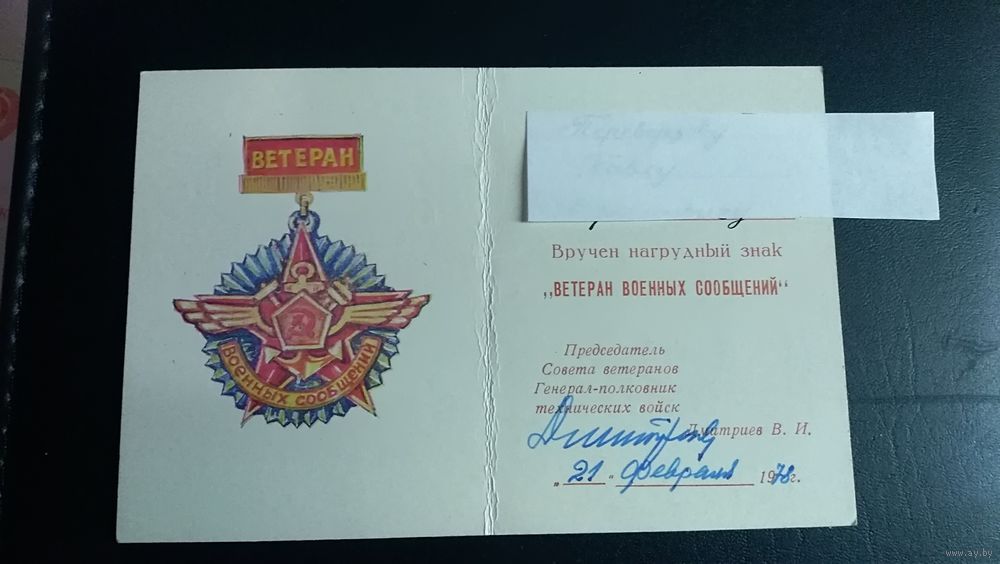 ВЕТЕРАН
ВОЕННЫХ СООБЩЕНИЙ
Вручен нагрудный знак
„ВЕТЕРАН ВОЕННЫХ СООБЩЕНИЙ“
Председатель
Совета ветеранов
Генерал-полковник
технических войск
Дмитриев В. И.
„21“ февраля 1978г.
www.ay.by